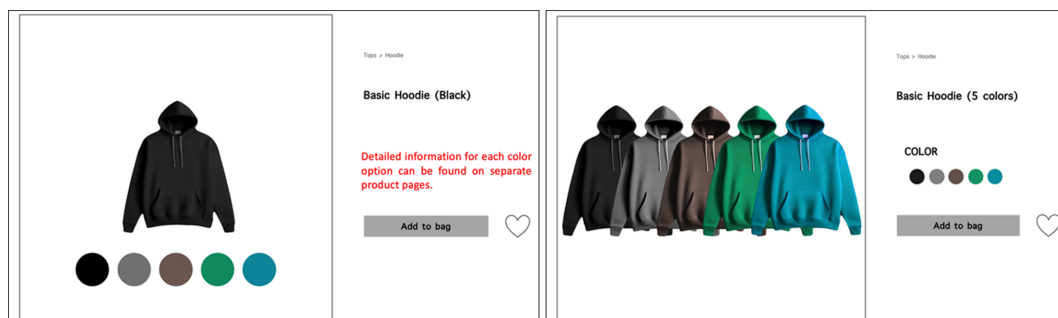 Tops > Hoodie
Basic Hoodie (Black)
Detailed information for each color
option can be found on separate
product pages.
Add to bag
Tops > Hoodie
Basic Hoodie (5 colors)
COLOR
Add to bag